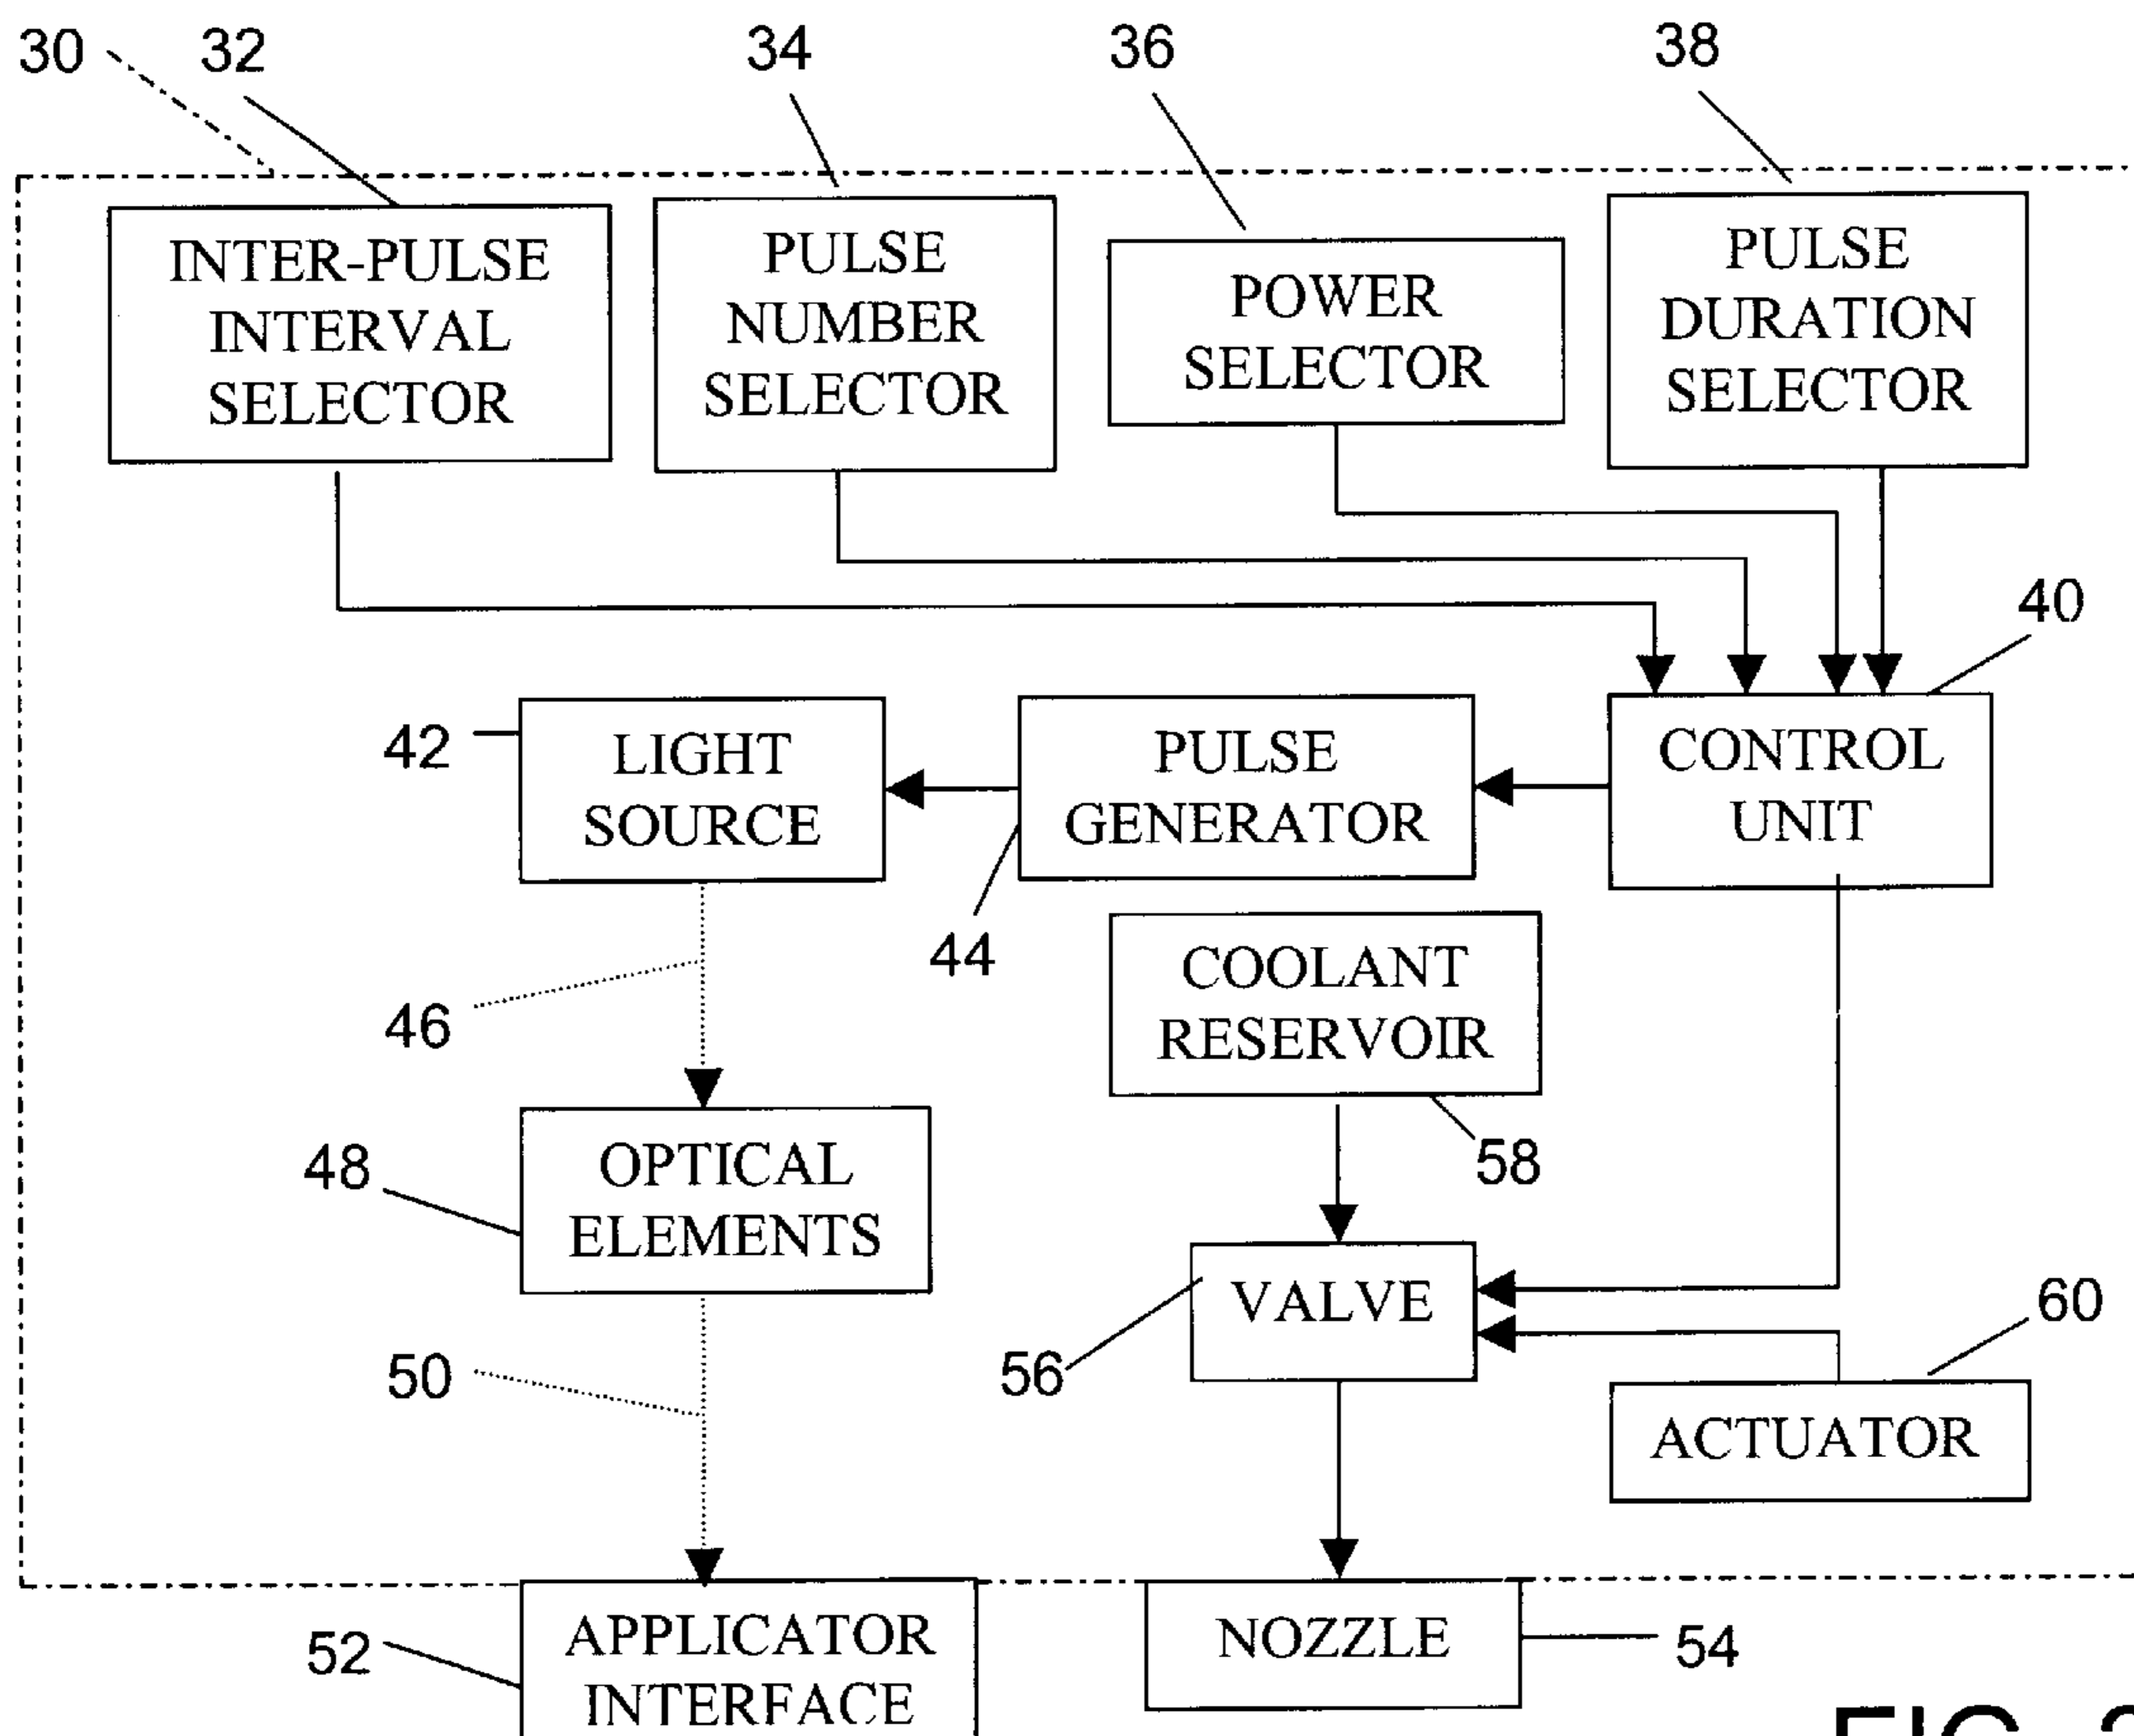 30
32
34
36
38
INTER-PULSE
INTERVAL
SELECTOR
PULSE
NUMBER
SELECTOR
POWER
SELECTOR
PULSE
DURATION
SELECTOR
40
42
LIGHT
SOURCE
PULSE
GENERATOR
CONTROL
UNIT
44
46
COOLANT
RESERVOIR
58
48
OPTICAL
ELEMENTS
VALVE
60
50
56
ACTUATOR
52
APPLICATOR
INTERFACE
NOZZLE
54
FIG.